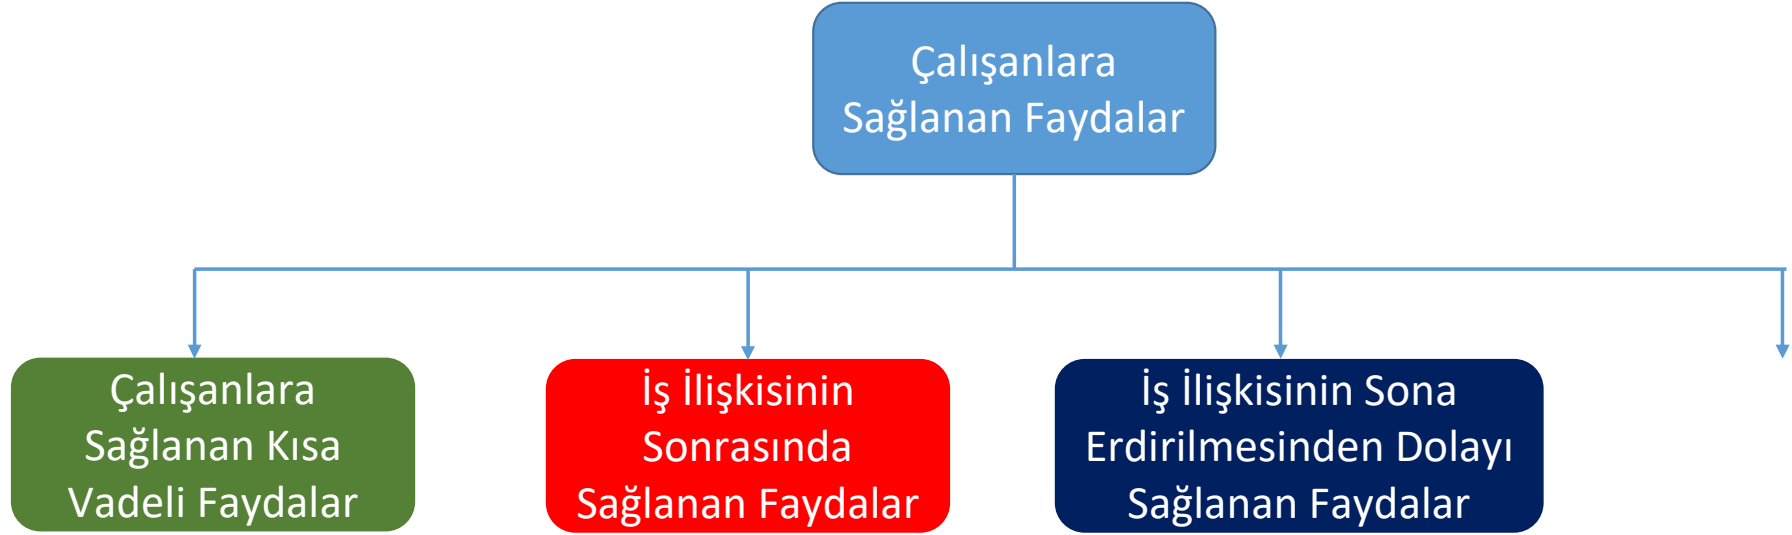 Çalışanlara
Sağlanan Faydalar
Çalışanlara
Sağlanan Kısa
Vadeli Faydalar
İş İlişkisinin
Sonrasında
Sağlanan Faydalar
İş İlişkisinin Sona
Erdirilmesinden Dolayı
Sağlanan Faydalar